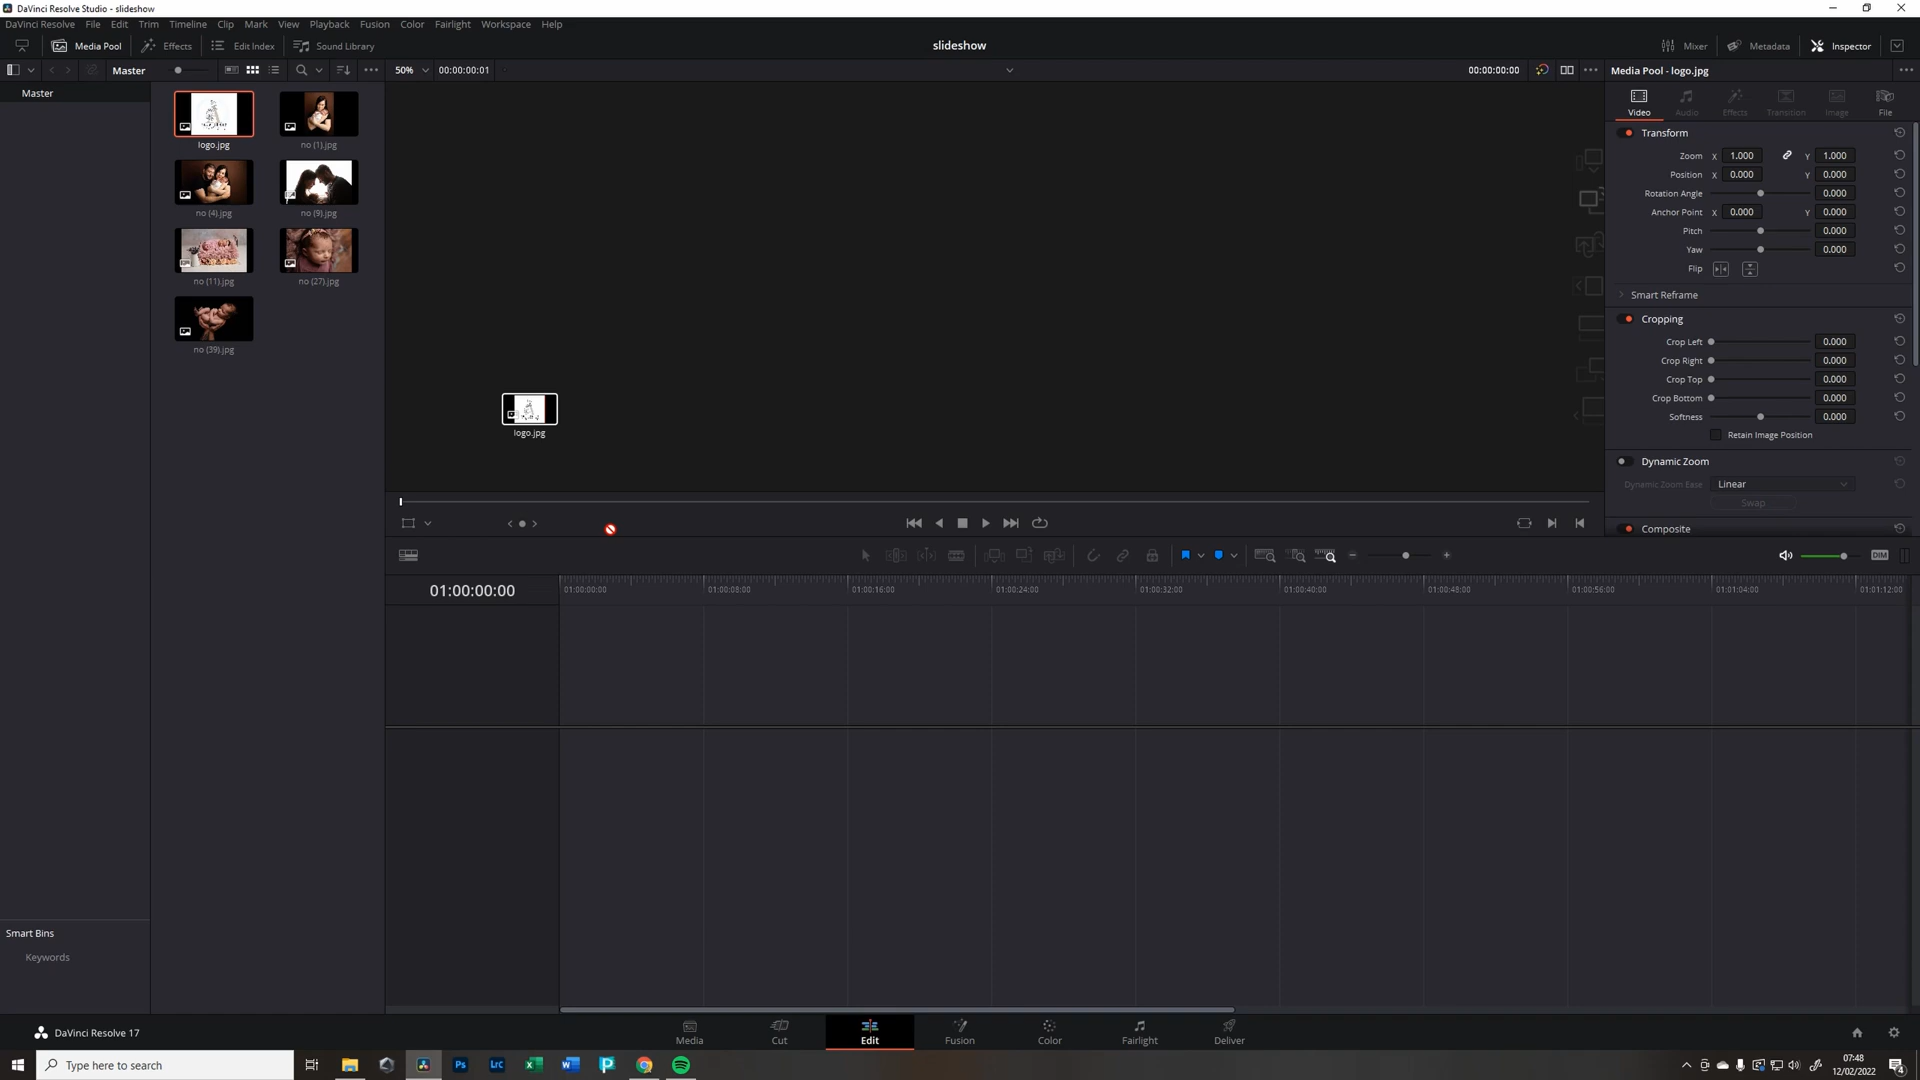 DaVinci Resolve Studio - slideshow
DaVinci Resolve File Edit Trim Timeline Clip Mark View Playback Fusion Color Fairlight Workspace Help
Media Pool Effects Edit Index Sound Library slideshow Mixer Metadata Inspector
Master 50% 00:00:00:01 00:00:00:00 Media Pool - logo.jpg
Master
Video Audio Effects Transition Image File
Transform
logo.jpg no (1).jpg
Zoom X 1.000 Y 1.000
Position X 0.000 Y 0.000
Rotation Angle 0.000
no (4).jpg no (9).jpg
Anchor Point X 0.000 Y 0.000
Pitch 0.000
Yaw 0.000
Flip
no (11).jpg no (27).jpg
Smart Reframe
Cropping
Crop Left 0.000
no (39).jpg
Crop Right 0.000
Crop Top 0.000
Crop Bottom 0.000
Softness 0.000
logo.jpg
Retain Image Position
Dynamic Zoom
Dynamic Zoom Ease Linear
Swap
Composite
DIM
01:00:00:00 01:00:00:00 01:00:08:00 01:00:16:00 01:00:24:00 01:00:32:00 01:00:40:00 01:00:48:00 01:00:56:00 01:01:04:00 01:01:12:00
Smart Bins
Keywords
DaVinci Resolve 17
Media Cut Edit Fusion Color Fairlight Deliver
Type here to search
Ps Lrc
07:48
12/02/2022
4